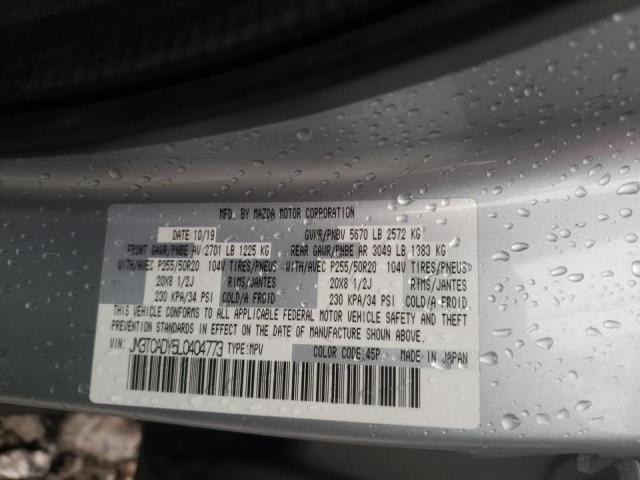 MFD. BY MAZDA MOTOR CORPORATION
DATE 10/19 GVWR/PNBV 5670 LB 2572 KG
FRONT GAWR/PNBE AV 2701 LB 1225 KG REAR GAWR/PNBE AR 3049 LB 1383 KG
WITH/AVEC P255/50R20 104V TIRES/PNEUS WITH/AVEC P255/50R20 104V TIRES/PNEUS
20X8 1/2J RIMS/JANTES 20X8 1/2J RIMS/JANTES
230 KPA/34 PSI COLD/A FROID 230 KPA/34 PSI COLD/A FROID
THIS VEHICLE CONFORMS TO ALL APPLICABLE FEDERAL MOTOR VEHICLE SAFETY AND THEFT
PREVENTION STANDARDS IN EFFECT ON THE DATE OF MANUFACTURE SHOWN ABOVE.
VIN: JM3TCADY5L0404773 TYPE:MPV COLOR CODE:45P MADE IN JAPAN